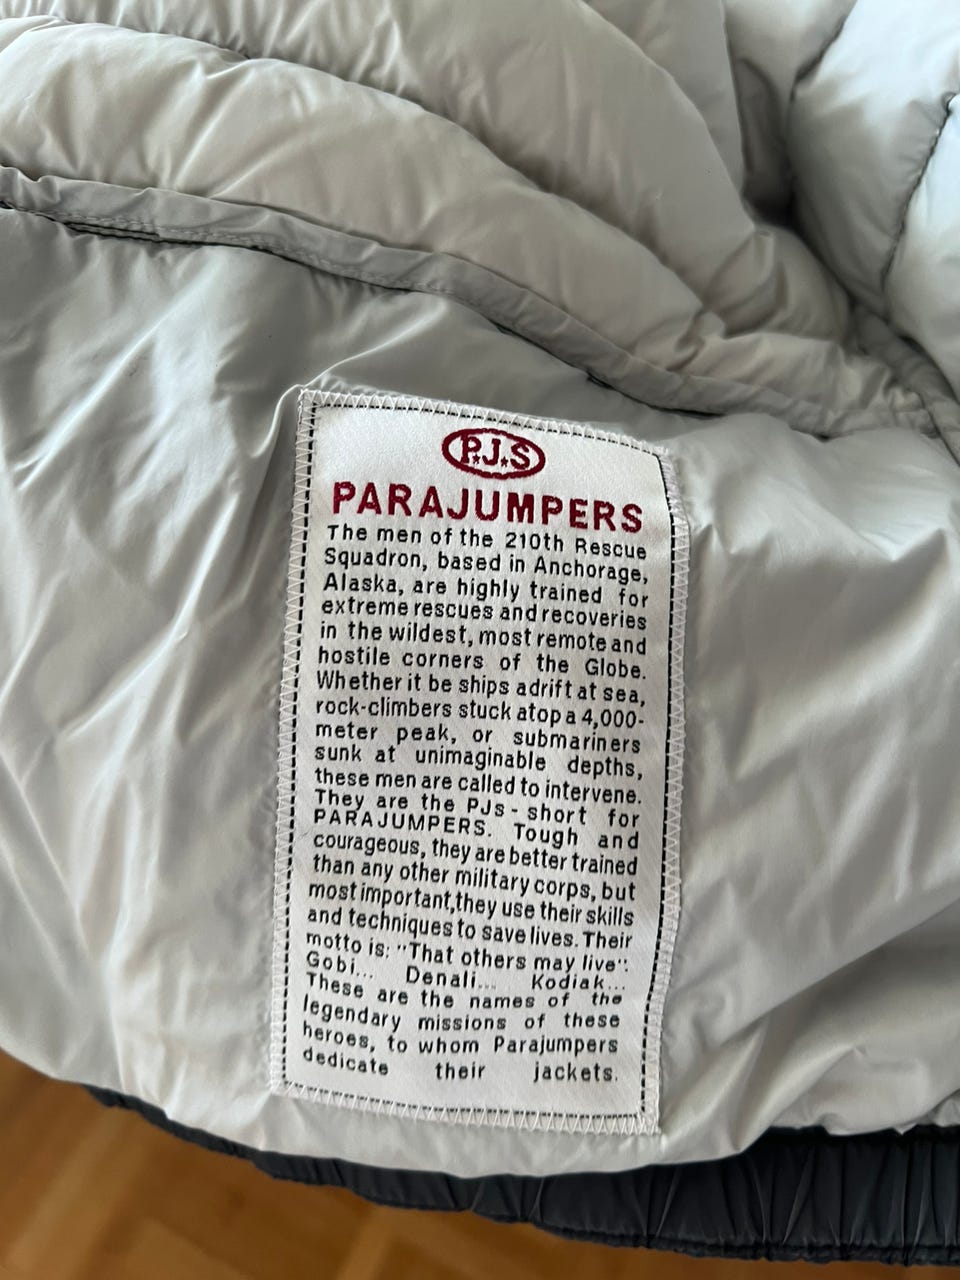 P.J.S
PARAJUMPERS
The men of the 210th Rescue
Squadron, based in Anchorage,
Alaska, are highly trained for
extreme rescues and recoveries
in the wildest, most remote and
hostile corners of the Globe.
Whether it be ships adrift at sea,
rock-climbers stuck atop a 4,000-
meter peak, or submariners
sunk at unimaginable depths,
these men are called to intervene.
They are the PJs - short for
PARAJUMPERS. Tough and
courageous, they are better trained
than any other military corps, but
most important,they use their skills
and techniques to save lives. Their
motto is: "That others may live":
Gobi... Denali... Kodiak...
These are the names of the
legendary missions of these
heroes, to whom Parajumpers
dedicate their jackets.